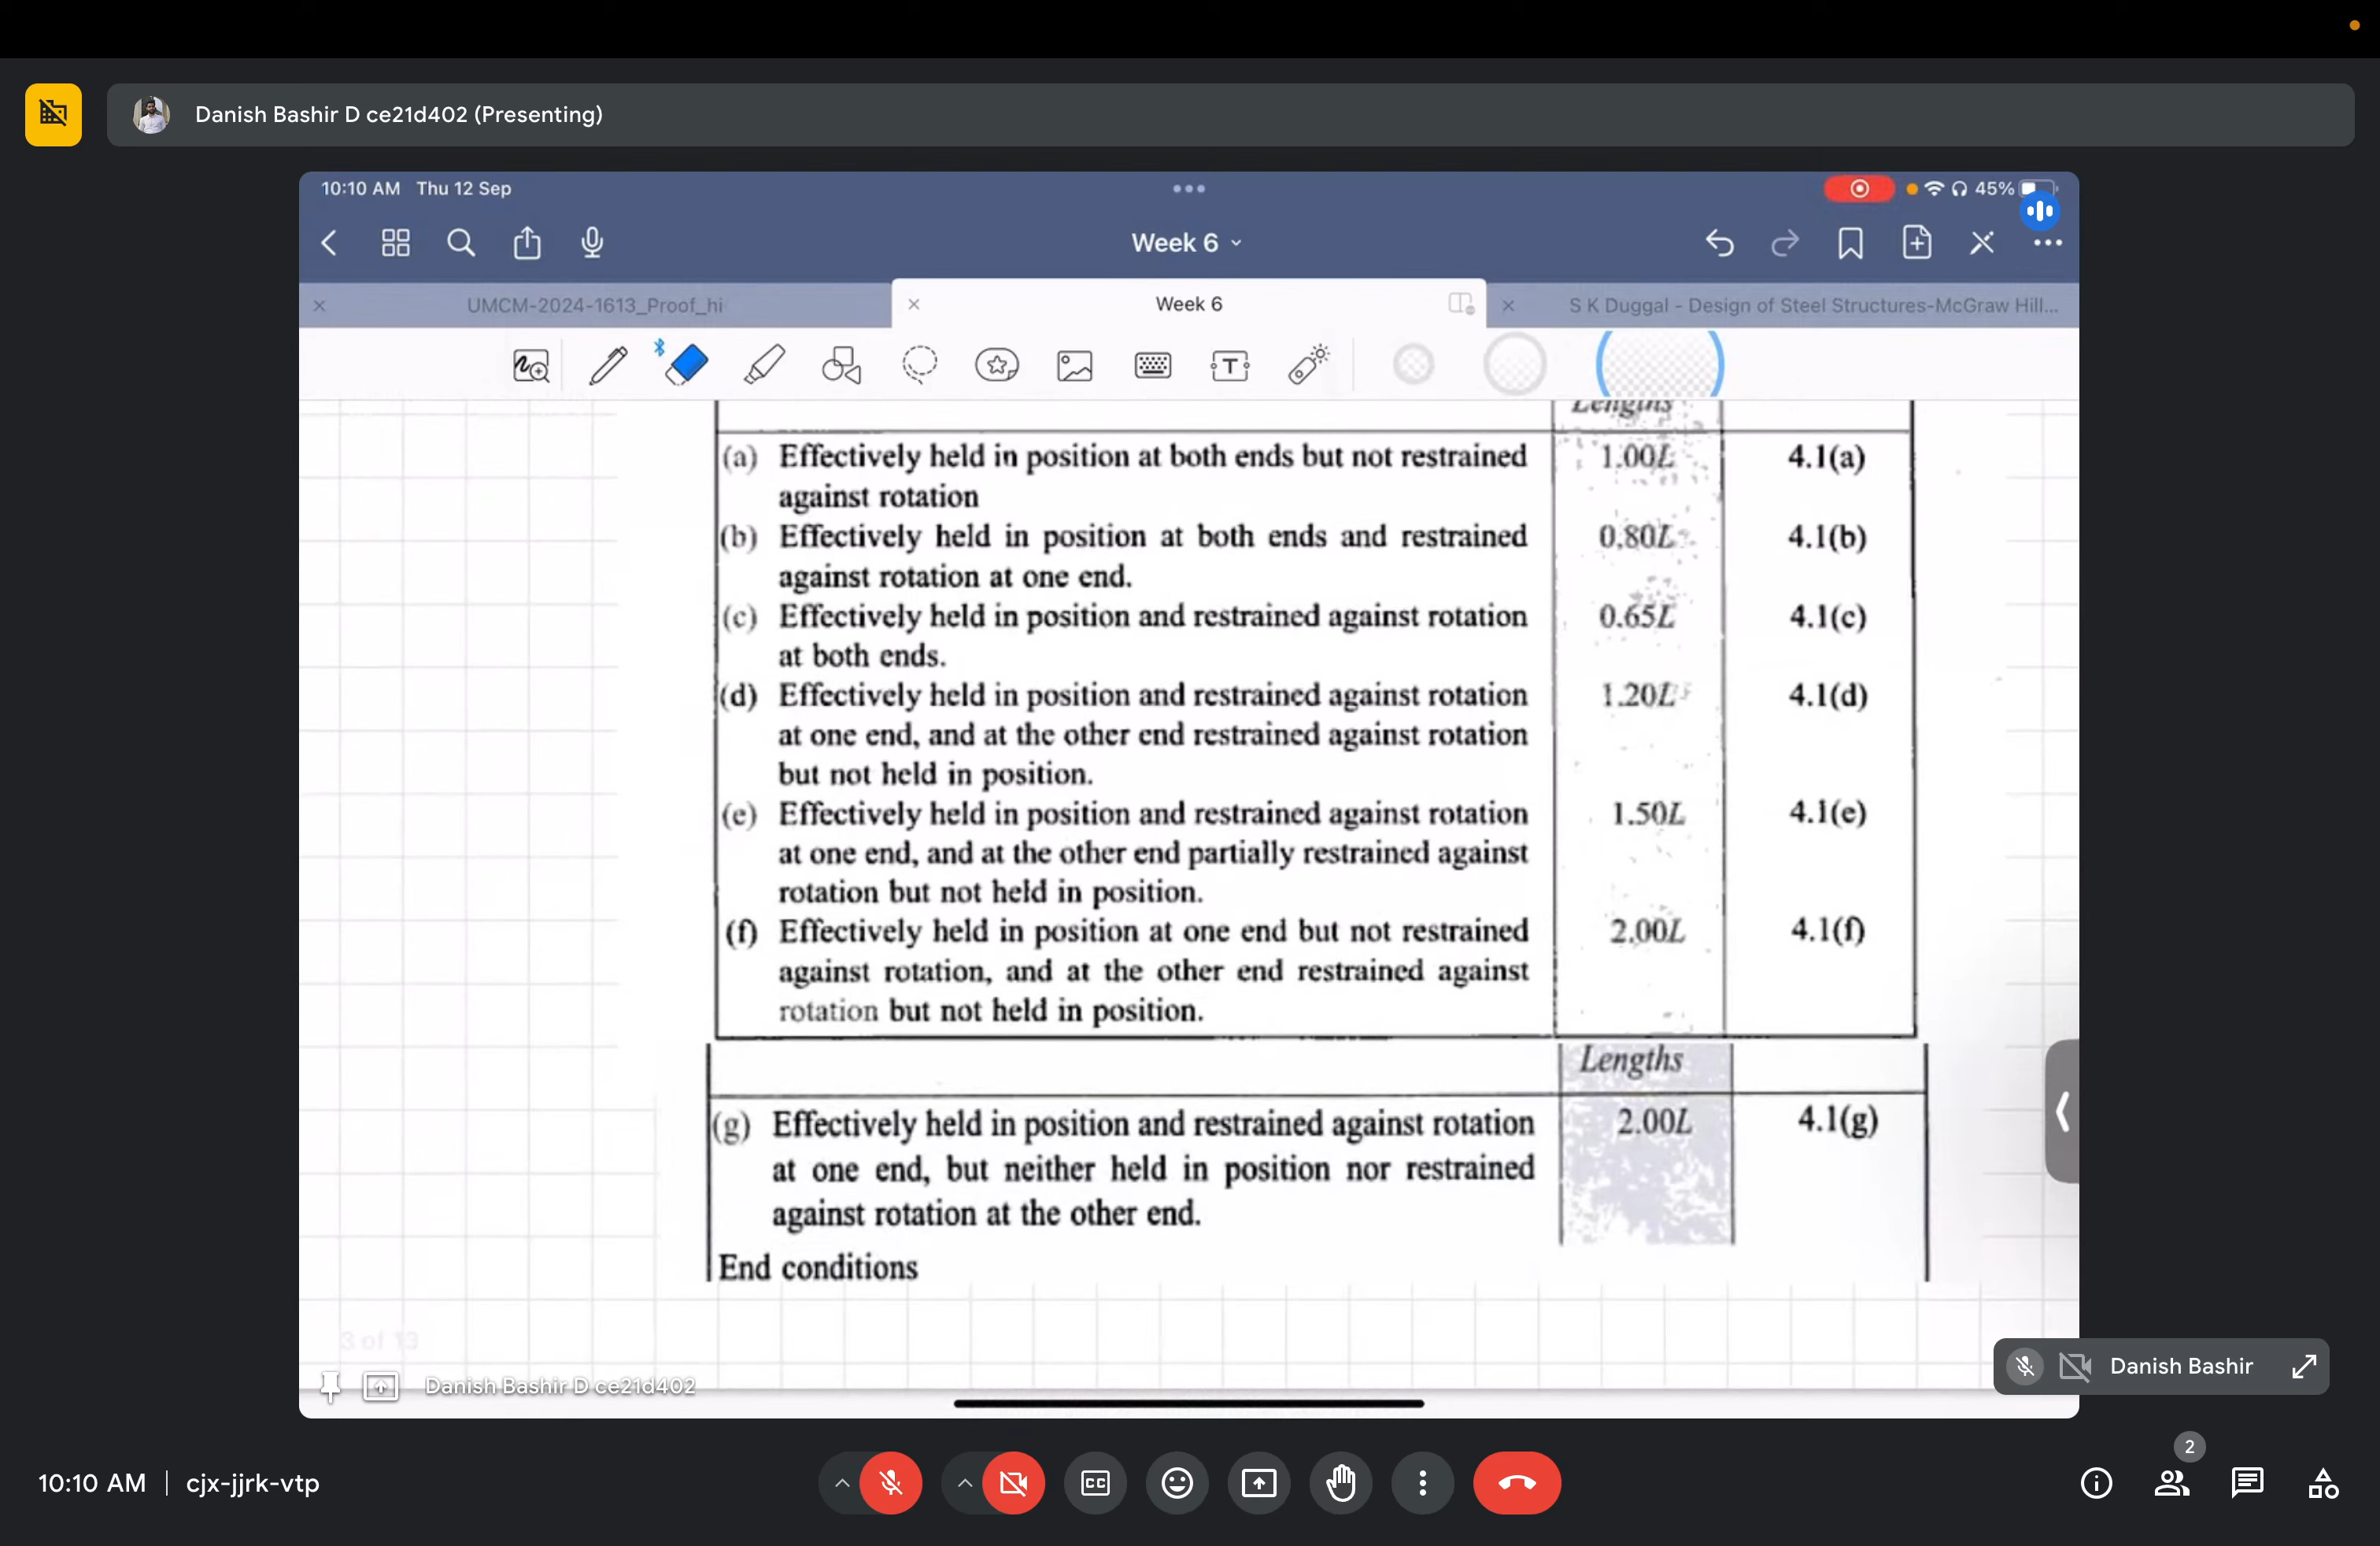 Danish Bashir D ce21d402 (Presenting)
10:10 AM Thu 12 Sep
45%
Week 6
UMCM-2024-1613_Proof_hi
Week 6
S K Duggal - Design of Steel Structures-McGraw Hill...
T
Lengths
(a) Effectively held in position at both ends but not restrained 1.00L 4.1(a)
against rotation
(b) Effectively held in position at both ends and restrained 0.80L 4.1(b)
against rotation at one end.
(c) Effectively held in position and restrained against rotation 0.65L 4.1(c)
at both ends.
(d) Effectively held in position and restrained against rotation 1.20L 4.1(d)
at one end, and at the other end restrained against rotation
but not held in position.
(e) Effectively held in position and restrained against rotation 1.50L 4.1(e)
at one end, and at the other end partially restrained against
rotation but not held in position.
(f) Effectively held in position at one end but not restrained 2.00L 4.1(f)
against rotation, and at the other end restrained against
rotation but not held in position.
Lengths
(g) Effectively held in position and restrained against rotation 2.00L 4.1(g)
at one end, but neither held in position nor restrained
against rotation at the other end.
End conditions
3 of 13
Danish Bashir D ce21d402
Danish Bashir
2
10:10 AM | cjx-jjrk-vtp
CC